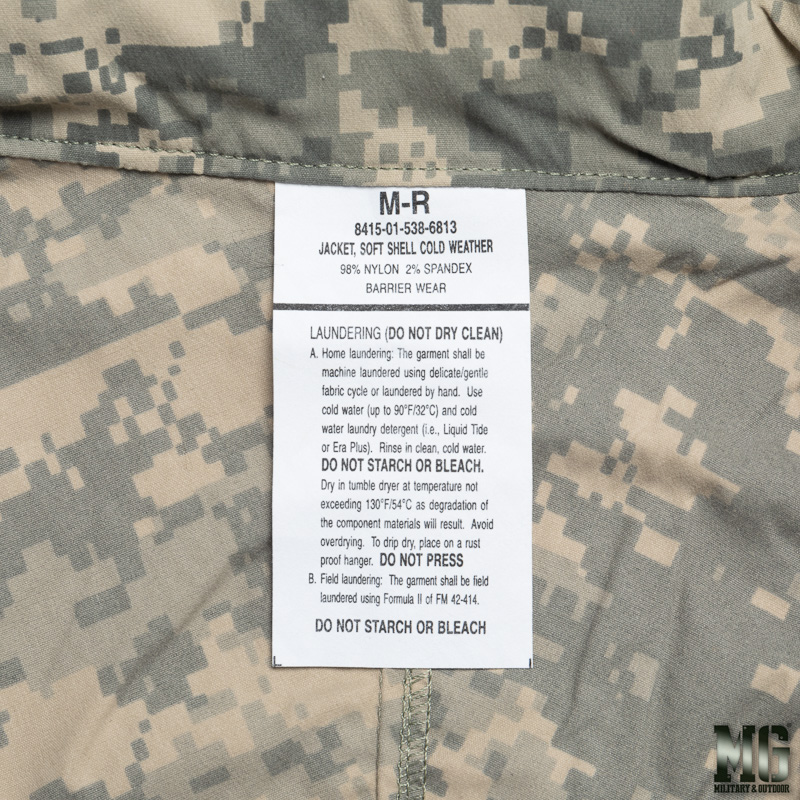 M-R
8415-01-538-6813
JACKET, SOFT SHELL COLD WEATHER
98% NYLON 2% SPANDEX
BARRIER WEAR
LAUNDERING (DO NOT DRY CLEAN)
A. Home laundering: The garment shall be
machine laundered using delicate/gentle
fabric cycle or laundered by hand. Use
cold water (up to 90°F/32°C) and cold
water laundry detergent (i.e., Liquid Tide
or Era Plus). Rinse in clean, cold water.
DO NOT STARCH OR BLEACH.
Dry in tumble dryer at temperature not
exceeding 130°F/54°C as degradation of
the component materials will result. Avoid
overdrying. To drip dry, place on a rust
proof hanger. DO NOT PRESS
B. Field laundering: The garment shall be field
laundered using Formula II of FM 42-414.
DO NOT STARCH OR BLEACH
MG
MILITARY & OUTDOOR